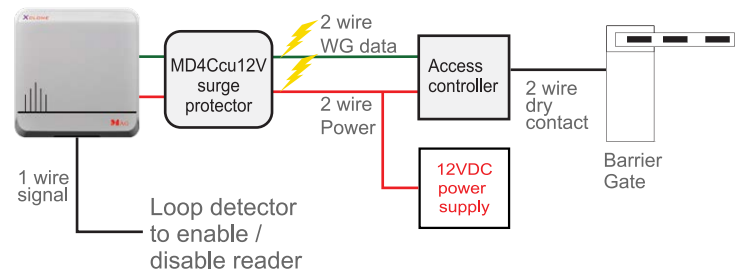 XCLONE
2 wire
WG data
MD4Ccu12V
surge
protector
Access
controller
2 wire
Power
2 wire
dry
contact
1 wire
signal
12VDC
power
supply
Barrier
Gate
Loop detector
to enable /
disable reader